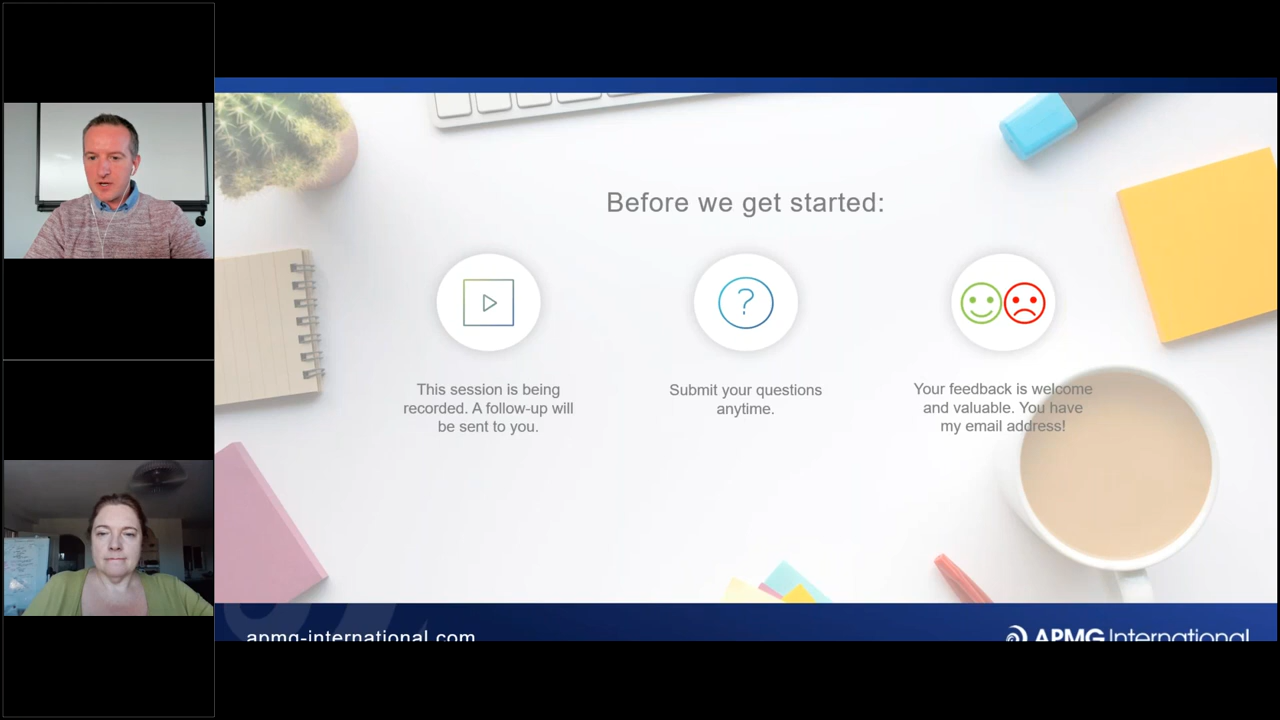 Before we get started:
This session is being
recorded. A follow-up will
be sent to you.
Submit your questions
anytime.
Your feedback is welcome
and valuable. You have
my email address!
apmg-international.com
APMG International